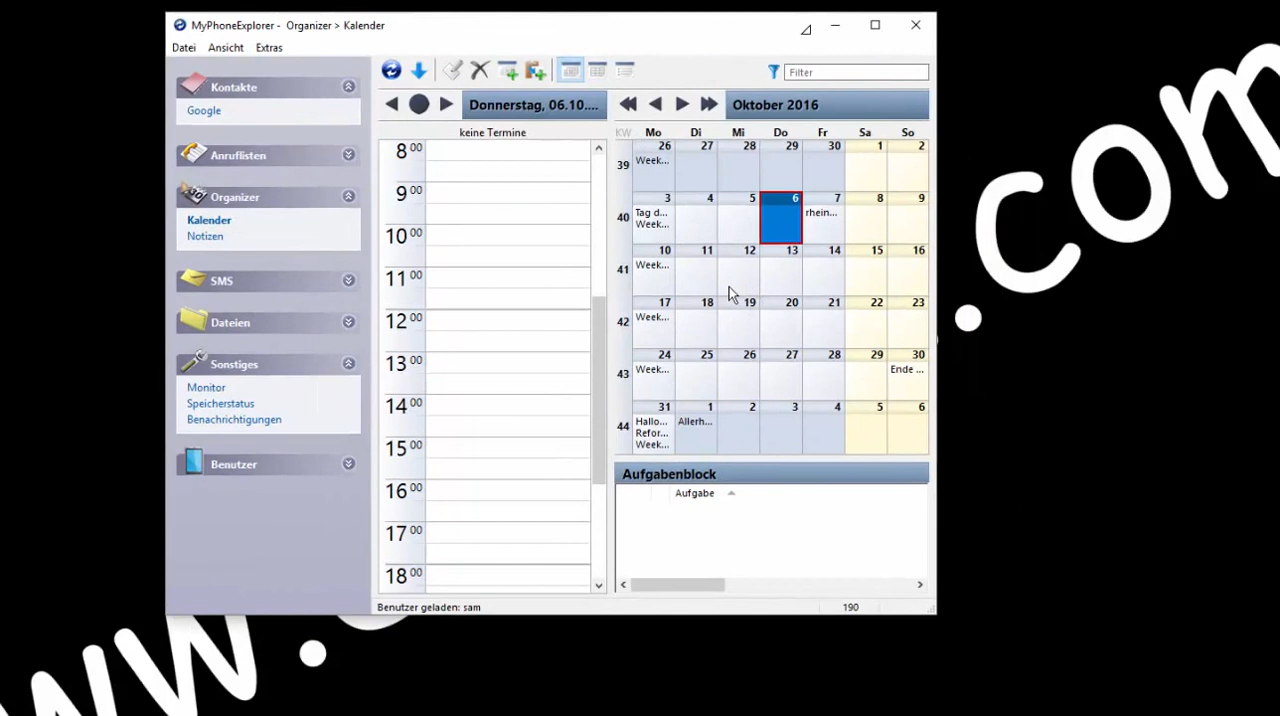 MyPhoneExplorer - Organizer > Kalender
Datei Ansicht Extras
Kontakte
Google
Anruflisten
Organizer
Kalender
Notizen
SMS
Dateien
Sonstiges
Monitor
Speicherstatus
Benachrichtigungen
Benutzer
Filter
Donnerstag, 06.10....
keine Termine
8 00
9 00
10 00
11 00
12 00
13 00
14 00
15 00
16 00
17 00
18 00
Oktober 2016
KW Mo Di Mi Do Fr Sa So
39 26 27 28 29 30 1 2
Week...
40 3 4 5 6 7 8 9
Tag d... rhein...
Week...
41 10 11 12 13 14 15 16
Week...
42 17 18 19 20 21 22 23
Week...
43 24 25 26 27 28 29 30
Week... Ende ...
44 31 1 2 3 4 5 6
Hallo... Allerh...
Refor...
Week...
Aufgabenblock
Aufgabe
Benutzer geladen: sam 190
ww.
.com